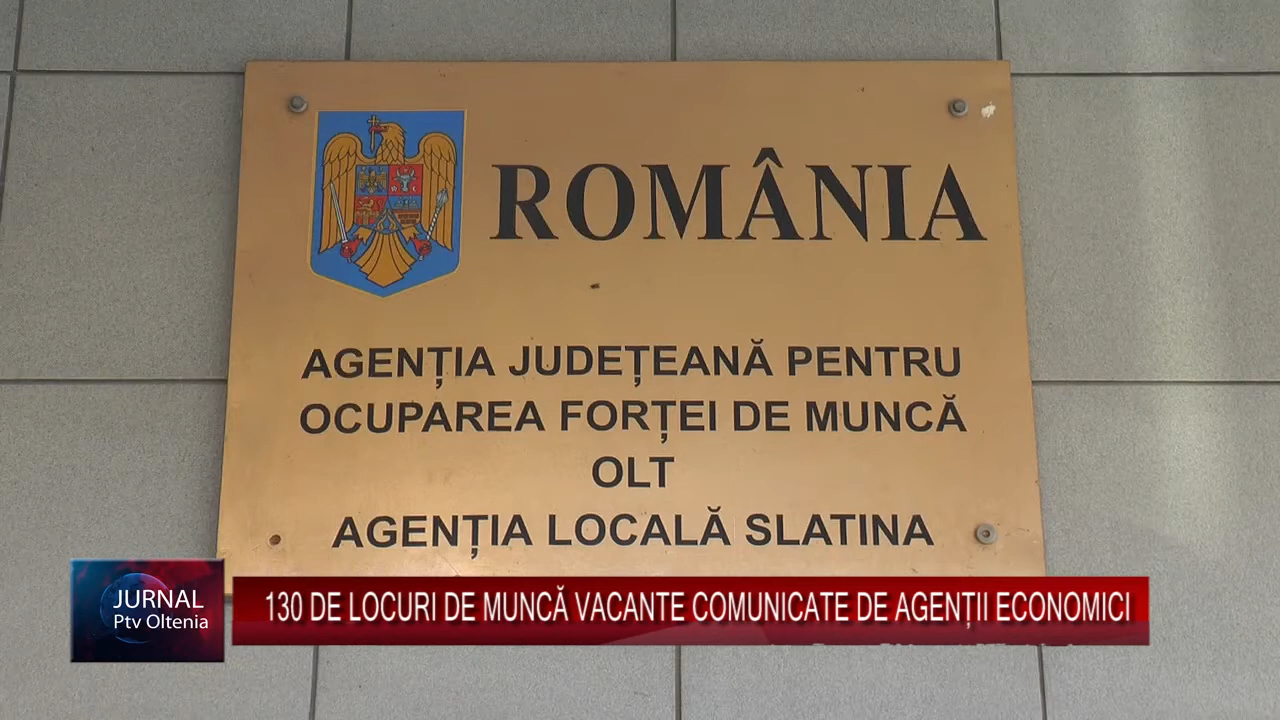 ROMÂNIA
AGENȚIA JUDEȚEANĂ PENTRU
OCUPAREA FORȚEI DE MUNCĂ
OLT
AGENȚIA LOCALĂ SLATINA
JURNAL
Ptv Oltenia
130 DE LOCURI DE MUNCĂ VACANTE COMUNICATE DE AGENȚII ECONOMICI